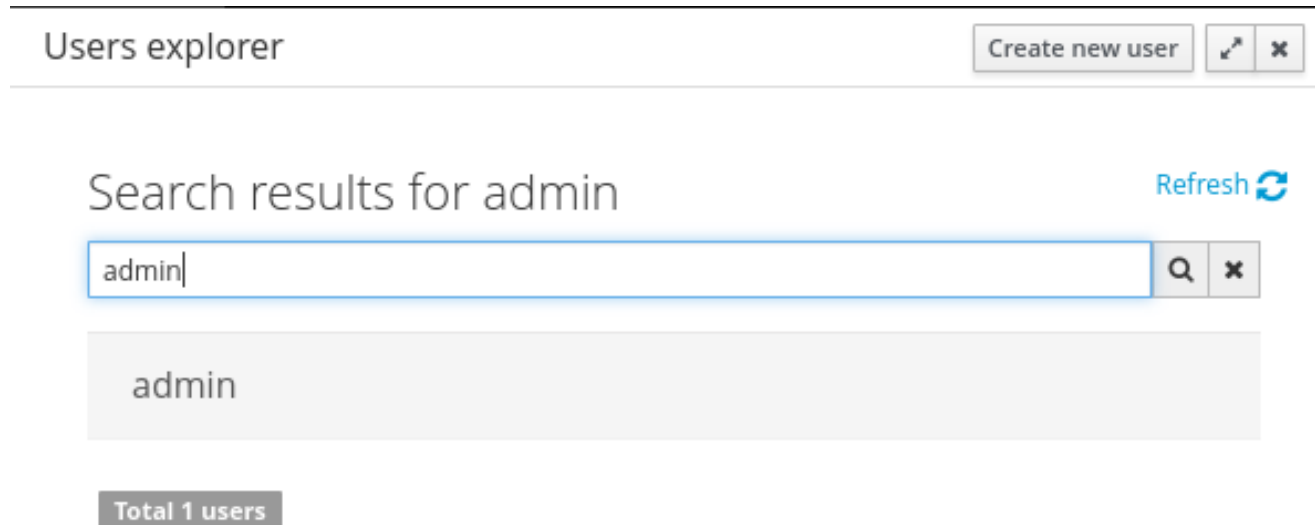 Users explorer
Create new user
Search results for admin
Refresh
admin
admin
Total 1 users